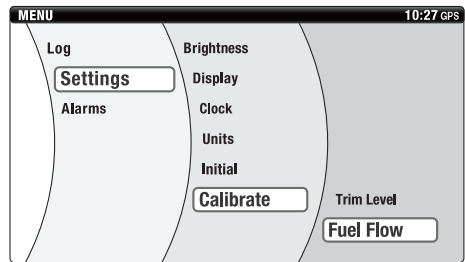 MENU 10:27 GPS
Log
Settings
Alarms
Brightness
Display
Clock
Units
Initial
Calibrate
Trim Level
Fuel Flow